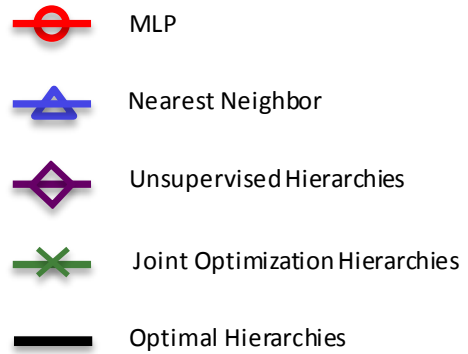 MLP
Nearest Neighbor
Unsupervised Hierarchies
Joint Optimization Hierarchies
Optimal Hierarchies